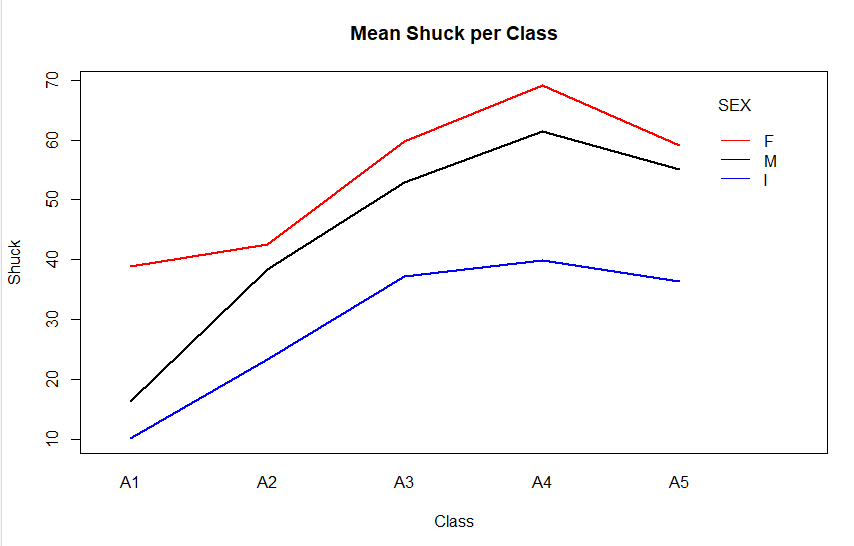 Mean Shuck per Class
70
60
50
40
30
20
10
Shuck
SEX
F
M
I
A1 A2 A3 A4 A5
Class